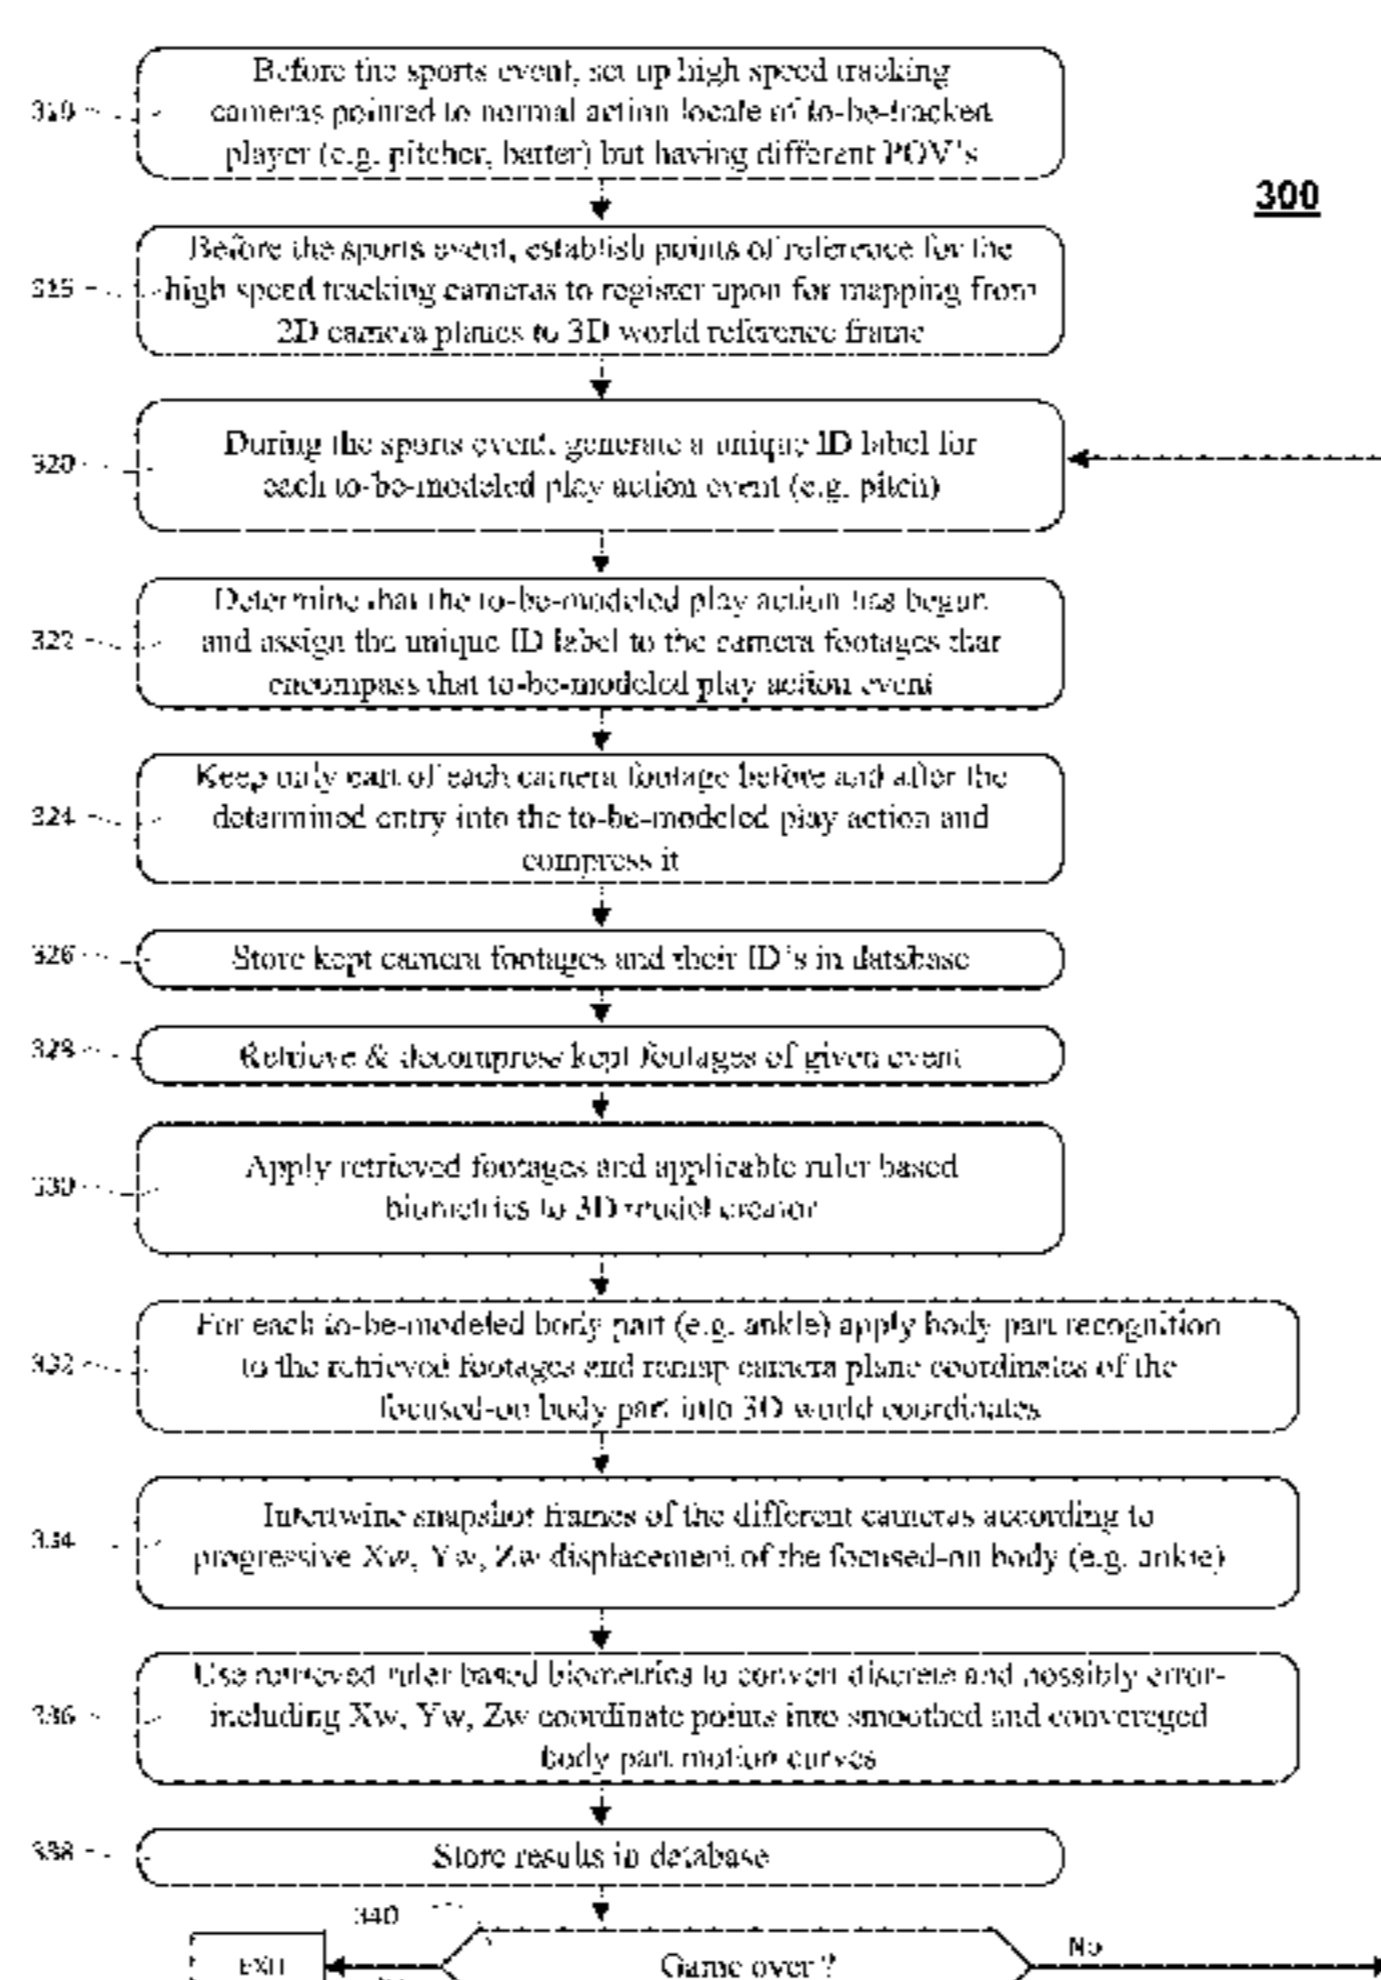 310
Before the sports event, set up high speed tracking
cameras pointed to normal action locale of to-be-tracked
player (e.g. pitcher, batter) but having different POV's
300
315
Before the sports event, establish points of reference for the
high speed tracking cameras to register upon for mapping from
2D camera planes to 3D world reference frame
320
During the sports event, generate a unique ID label for
each to-be-modeled play action event (e.g. pitch)
322
Determine that the to-be-modeled play action has begun
and assign the unique ID label to the camera footages that
encompass that to-be-modeled play action event
324
Keep only part of each camera footage before and after the
determined entry into the to-be-modeled play action and
compress it
326
Store kept camera footages and their ID's in database
328
Retrieve & decompress kept footages of given event
330
Apply retrieved footages and applicable ruler based
biometrics to 3D model creator
332
For each to-be-modeled body part (e.g. ankle) apply body part recognition
to the retrieved footages and remap camera plane coordinates of the
focused-on body part into 3D world coordinates
334
Intertwine snapshot frames of the different cameras according to
progressive Xw, Yw, Zw displacement of the focused-on body (e.g. ankle)
336
Use retrieved ruler based biometrics to convert discrete and possibly error-
including Xw, Yw, Zw coordinate points into smoothed and convereged
body part motion curves
338
Store results in database
340
Game over ?
No
EXIT